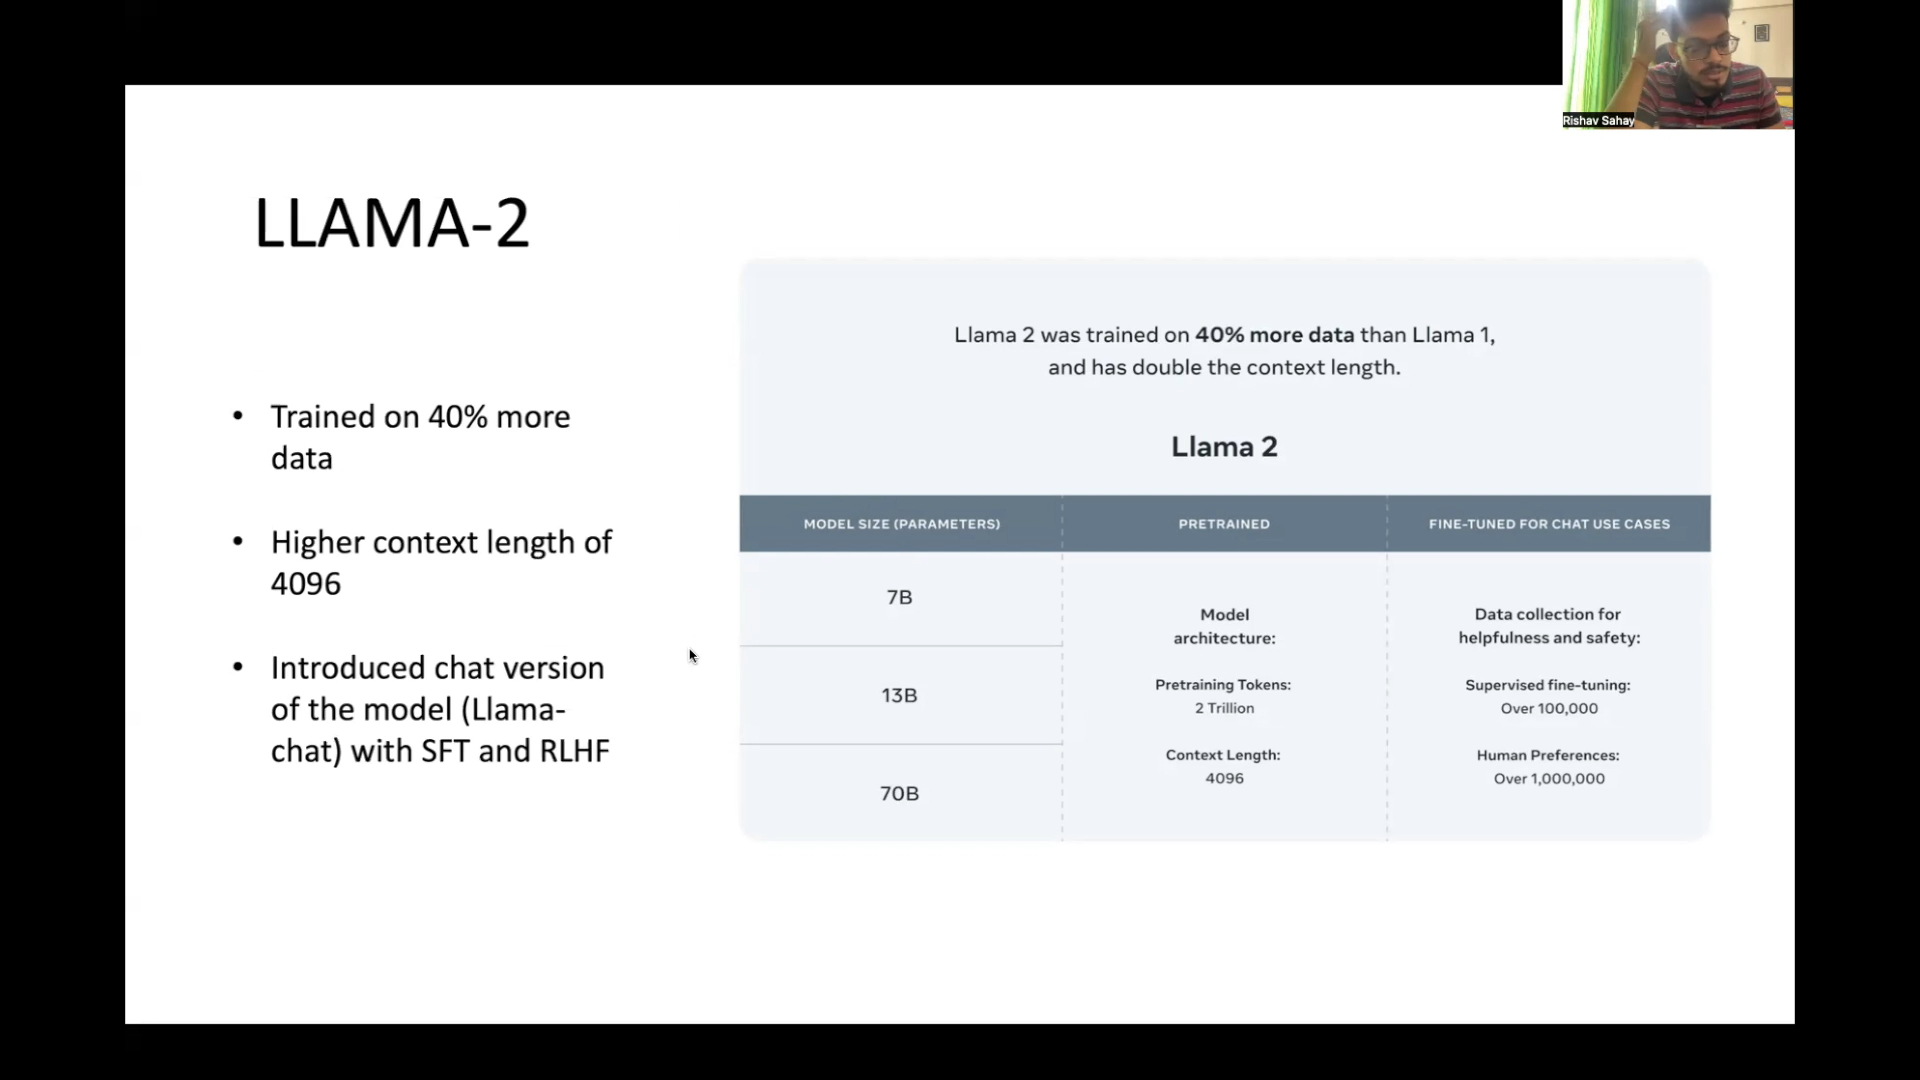 Rishav Sahay
LLAMA-2
• Trained on 40% more
data
• Higher context length of
4096
• Introduced chat version
of the model (Llama-
chat) with SFT and RLHF
Llama 2 was trained on 40% more data than Llama 1,
and has double the context length.
Llama 2
MODEL SIZE (PARAMETERS)
PRETRAINED
FINE-TUNED FOR CHAT USE CASES
7B
13B
70B
Model
architecture:
Pretraining Tokens:
2 Trillion
Context Length:
4096
Data collection for
helpfulness and safety:
Supervised fine-tuning:
Over 100,000
Human Preferences:
Over 1,000,000